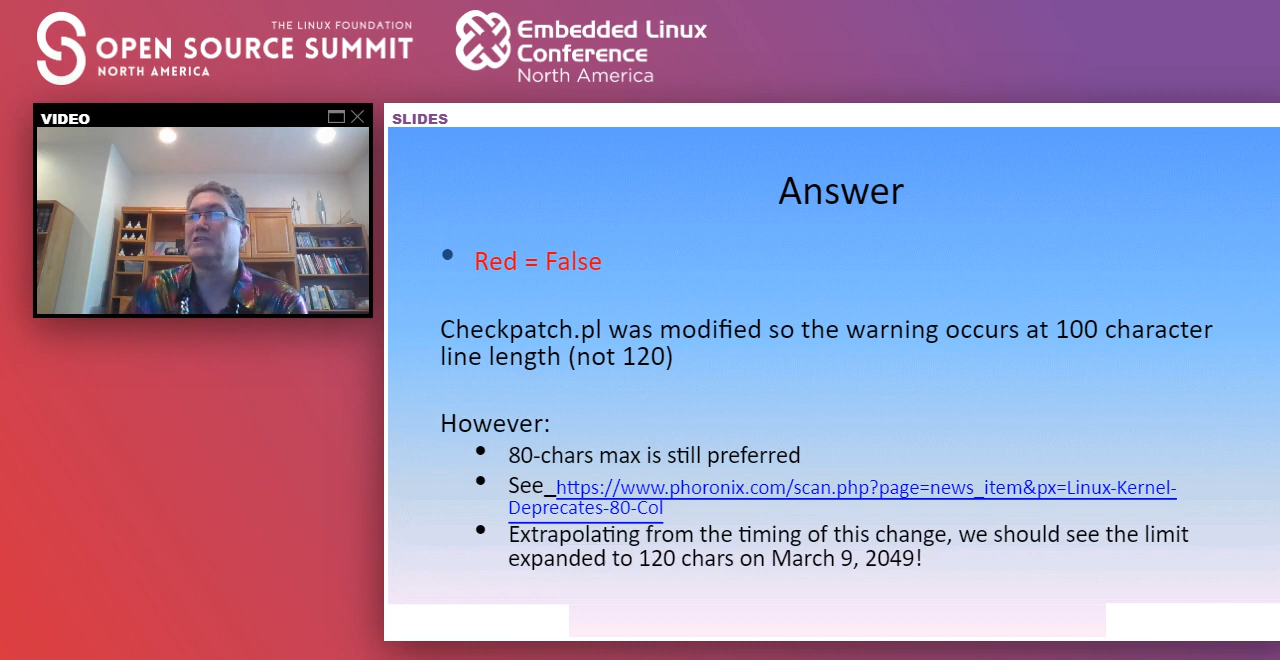 THE LINUX FOUNDATION
OPEN SOURCE SUMMIT
NORTH AMERICA
Embedded Linux
Conference
North America
VIDEO
SLIDES
Answer
• Red = False
Checkpatch.pl was modified so the warning occurs at 100 character
line length (not 120)
However:
• 80-chars max is still preferred
• See https://www.phoronix.com/scan.php?page=news_item&px=Linux-Kernel-
Deprecates-80-Col
• Extrapolating from the timing of this change, we should see the limit
expanded to 120 chars on March 9, 2049!